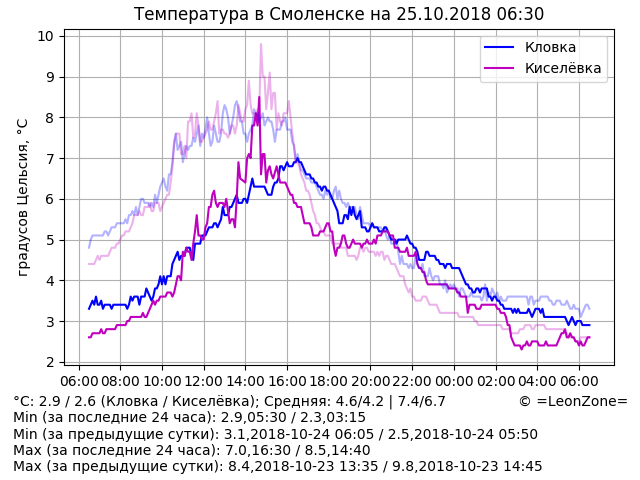 Температура в Смоленске на 25.10.2018 06:30
градусов Цельсия, °C
10
9
8
7
6
5
4
3
2
Кловка
Киселёвка
06:00 08:00 10:00 12:00 14:00 16:00 18:00 20:00 22:00 00:00 02:00 04:00 06:00
°C: 2.9 / 2.6 (Кловка / Киселёвка); Средняя: 4.6/4.2 | 7.4/6.7 © =LeonZone=
Min (за последние 24 часа): 2.9,05:30 / 2.3,03:15
Min (за предыдущие сутки): 3.1,2018-10-24 06:05 / 2.5,2018-10-24 05:50
Max (за последние 24 часа): 7.0,16:30 / 8.5,14:40
Max (за предыдущие сутки): 8.4,2018-10-23 13:35 / 9.8,2018-10-23 14:45